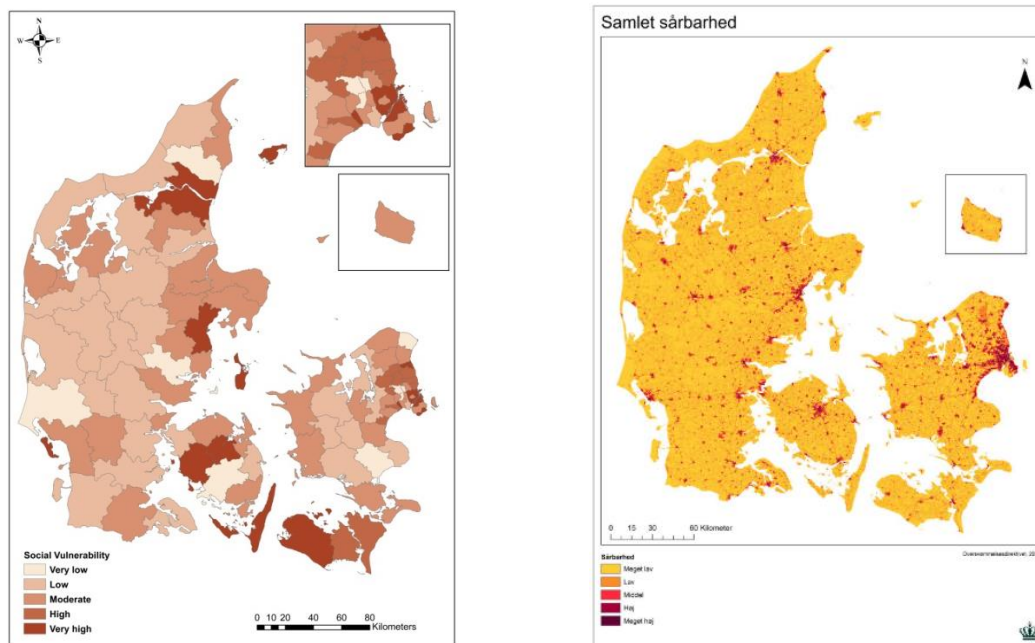 N
W E
S
Social Vulnerability
Very low
Low
Moderate
High
Very high
0 10 20 40 60 80
Kilometers
Samlet sårbarhed
N
0 15 30 60 Kilometer
Sårbarhed
Meget lav
Lav
Middel
Høj
Meget høj